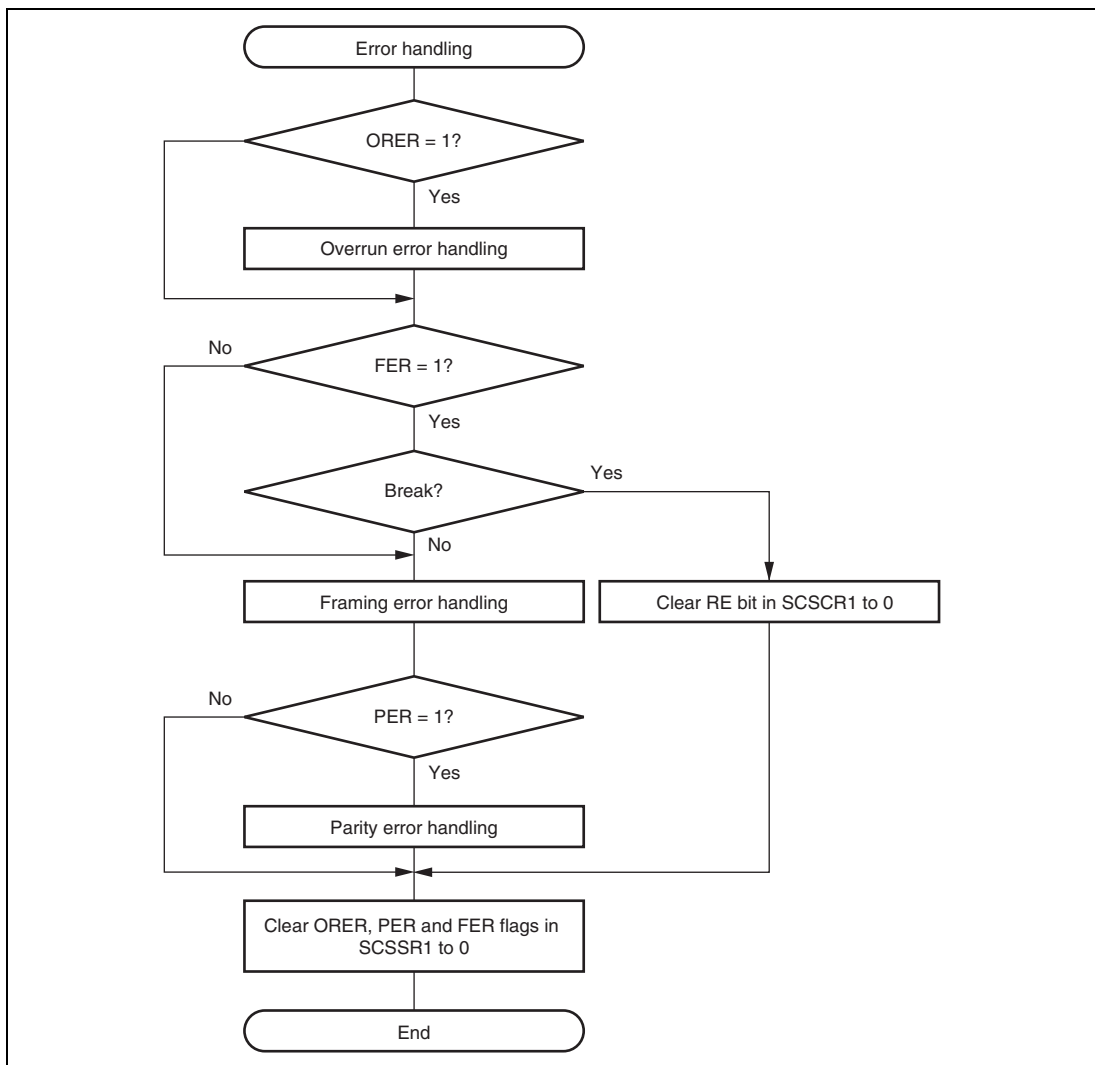 Error handling
ORER = 1?
Yes
Overrun error handling
No
FER = 1?
Yes
Yes
Break?
No
Framing error handling
Clear RE bit in SCSCR1 to 0
No
PER = 1?
Yes
Parity error handling
Clear ORER, PER and FER flags in
SCSSR1 to 0
End